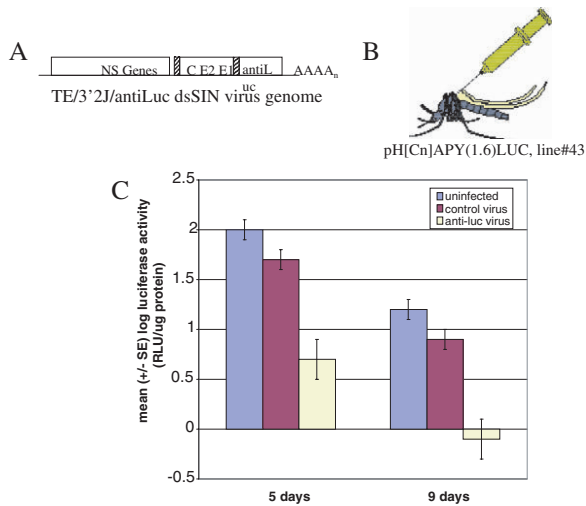 A
NS Genes C E2 E1 antiL
uc
AAAAn
TE/3'2J/antiLuc dsSIN virus genome
B
pH[Cn]APY(1.6)LUC, line#43
C
mean (+/- SE) log luciferase activity
(RLU/ug protein)
2.5
2
1.5
1
0.5
0
-0.5
uninfected
control virus
anti-luc virus
5 days
9 days